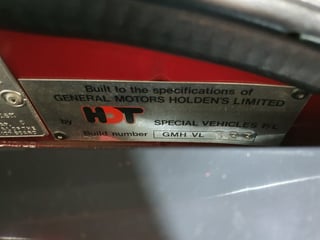 Built to the specifications of
GENERAL MOTORS HOLDEN'S LIMITED
by HDT SPECIAL VEHICLES P/L
Build number GMH VL